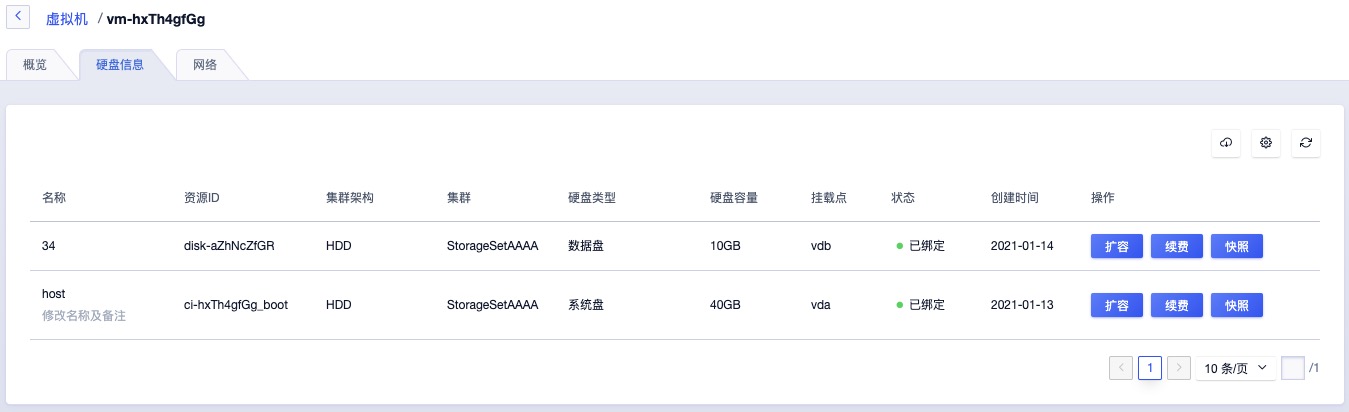 虚拟机 / vm-hxTh4gfGg
概览 硬盘信息 网络
名称 资源ID 集群架构 集群 硬盘类型 硬盘容量 挂载点 状态 创建时间 操作
34 disk-aZhNcZfGR HDD StorageSetAAAA 数据盘 10GB vdb 已绑定 2021-01-14 扩容 续费 快照
host
修改名称及备注
ci-hxTh4gfGg_boot HDD StorageSetAAAA 系统盘 40GB vda 已绑定 2021-01-13 扩容 续费 快照
1 10 条/页 /1